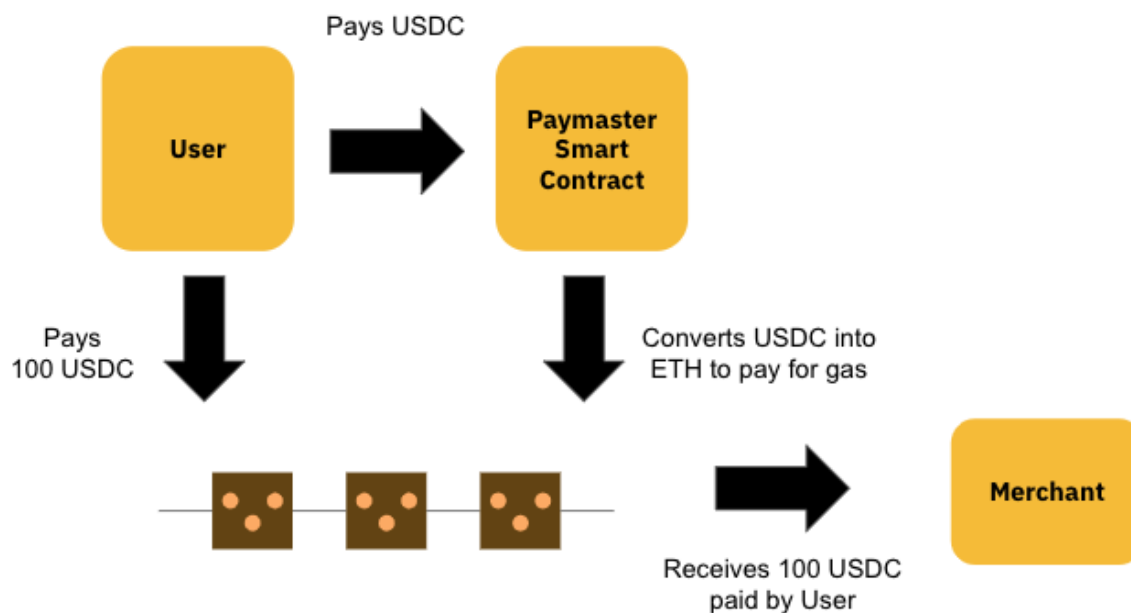 Pays USDC
User
Paymaster
Smart
Contract
Pays
100 USDC
Converts USDC into
ETH to pay for gas
Merchant
Receives 100 USDC
paid by User